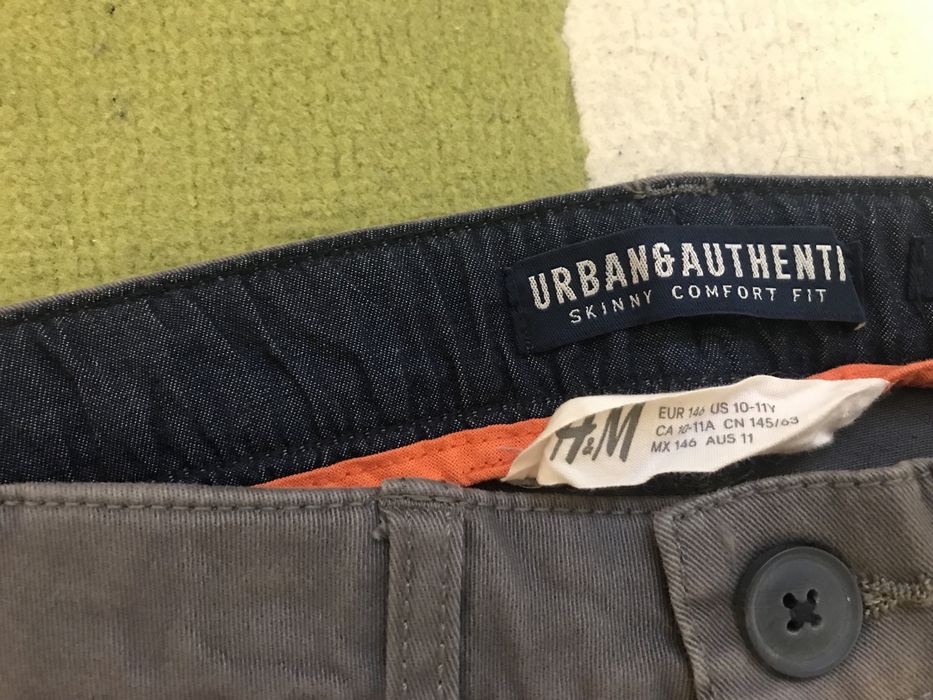 URBAN&AUTHENTI
SKINNY COMFORT FIT
H&M
EUR 146 US 10-11Y
CA 10-11A CN 145/63
MX 146 AUS 11